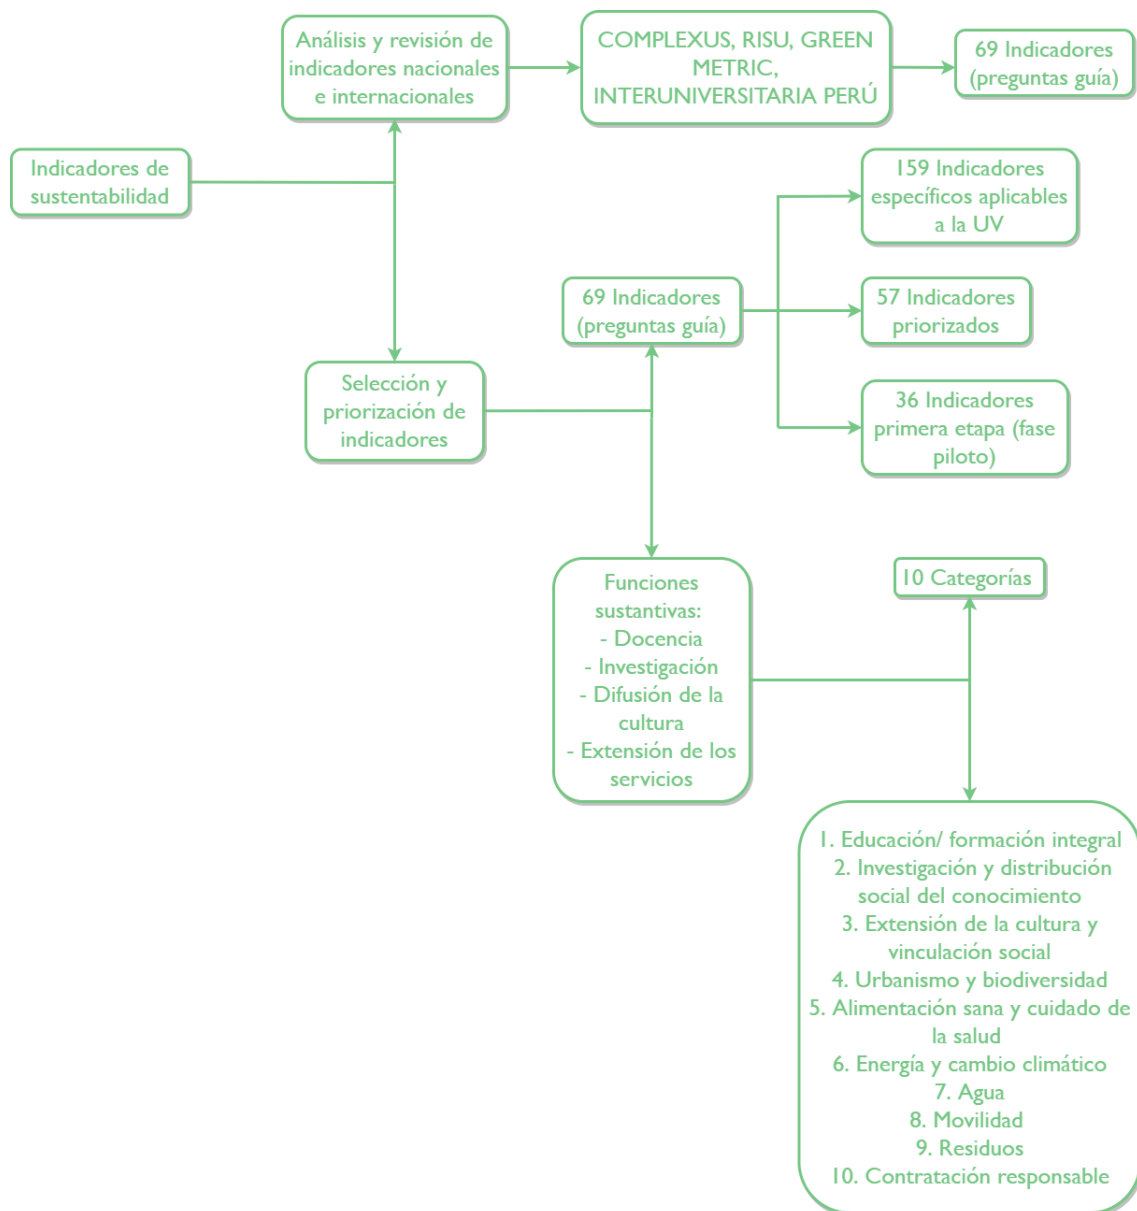 Análisis y revisión de
indicadores nacionales
e internacionales
COMPLEXUS, RISU, GREEN
METRIC,
INTERUNIVERSITARIA PERÚ
69 Indicadores
(preguntas guía)
Indicadores de
sustentabilidad
159 Indicadores
específicos aplicables
a la UV
69 Indicadores
(preguntas guía)
57 Indicadores
priorizados
Selección y
priorización de
indicadores
36 Indicadores
primera etapa (fase
piloto)
Funciones
sustantivas:
- Docencia
- Investigación
- Difusión de la
cultura
- Extensión de los
servicios
10 Categorías
1. Educación/ formación integral
2. Investigación y distribución
social del conocimiento
3. Extensión de la cultura y
vinculación social
4. Urbanismo y biodiversidad
5. Alimentación sana y cuidado de
la salud
6. Energía y cambio climático
7. Agua
8. Movilidad
9. Residuos
10. Contratación responsable